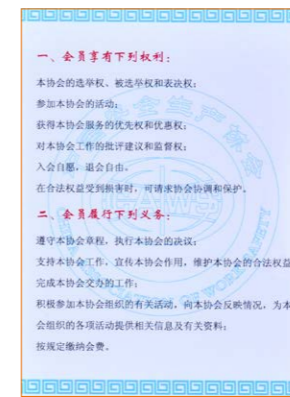 一、会员享有下列权利：
本协会的选举权、被选举权和表决权；
参加本协会的活动；
获得本协会服务的优先权和优惠权；
对本协会工作的批评建议和监督权；
入会自愿，退会自由。
在合法权益受到损害时，可请求协会协调和保护。
二、会员履行下列义务：
遵守本协会章程，执行本协会的决议；
支持本协会工作，宣传本协会作用，维护本协会的合法权益
完成本协会交办的工作；
积极参加本协会组织的有关活动，向本协会反映情况，为本
会组织的各项活动提供相关信息及有关资料；
按规定缴纳会费。